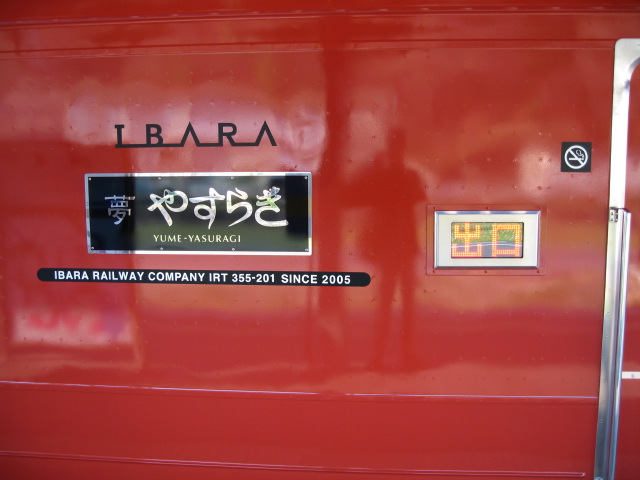 IBARA
夢 やすらぎ
YUME-YASURAGI
IBARA RAILWAY COMPANY IRT 355-201 SINCE 2005
出口